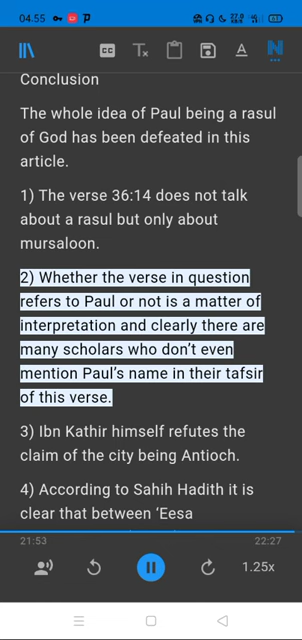 04.55
Conclusion
The whole idea of Paul being a rasul
of God has been defeated in this
article.
1) The verse 36:14 does not talk
about a rasul but only about
mursaloon.
2) Whether the verse in question
refers to Paul or not is a matter of
interpretation and clearly there are
many scholars who don’t even
mention Paul’s name in their tafsir
of this verse.
3) Ibn Kathir himself refutes the
claim of the city being Antioch.
4) According to Sahih Hadith it is
clear that between ‘Eesa
21:53 22:27
1.25x